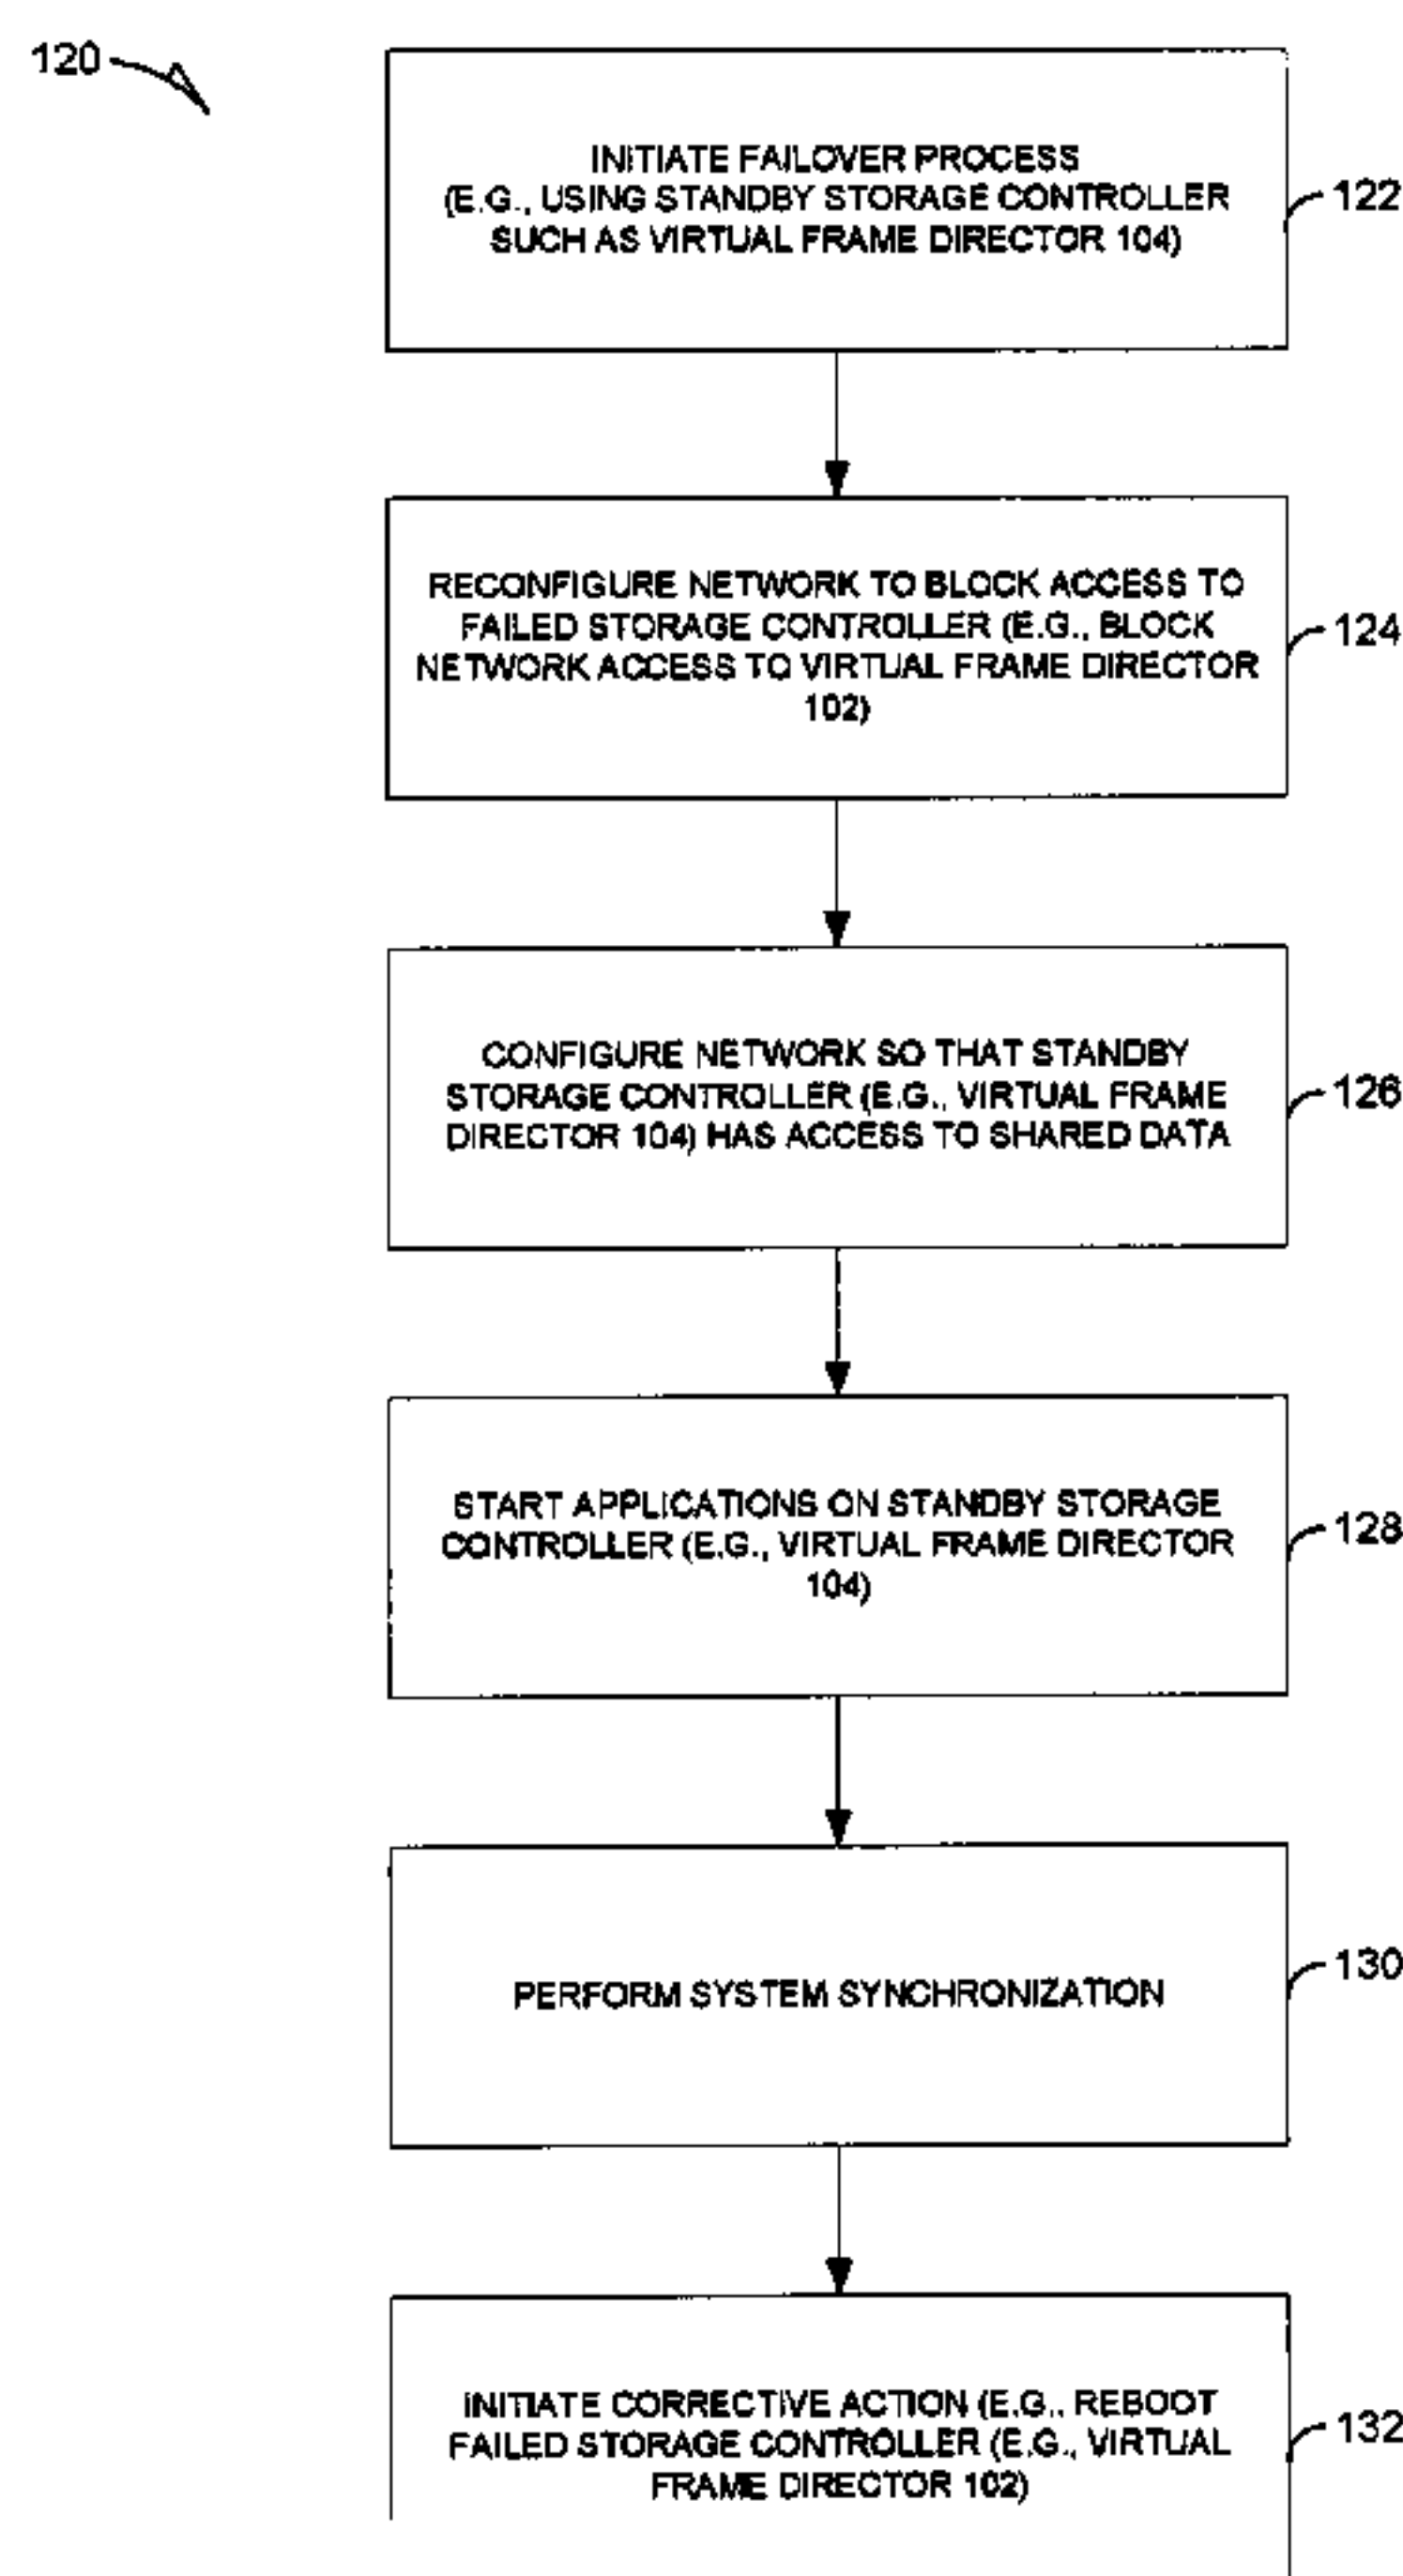 120
INITIATE FAILOVER PROCESS
(E.G., USING STANDBY STORAGE CONTROLLER
SUCH AS VIRTUAL FRAME DIRECTOR 104)
122
RECONFIGURE NETWORK TO BLOCK ACCESS TO
FAILED STORAGE CONTROLLER (E.G., BLOCK
NETWORK ACCESS TO VIRTUAL FRAME DIRECTOR
102)
124
CONFIGURE NETWORK SO THAT STANDBY
STORAGE CONTROLLER (E.G., VIRTUAL FRAME
DIRECTOR 104) HAS ACCESS TO SHARED DATA
126
START APPLICATIONS ON STANDBY STORAGE
CONTROLLER (E.G., VIRTUAL FRAME DIRECTOR
104)
128
PERFORM SYSTEM SYNCHRONIZATION
130
INITIATE CORRECTIVE ACTION (E.G., REBOOT
FAILED STORAGE CONTROLLER (E.G., VIRTUAL
FRAME DIRECTOR 102)
132